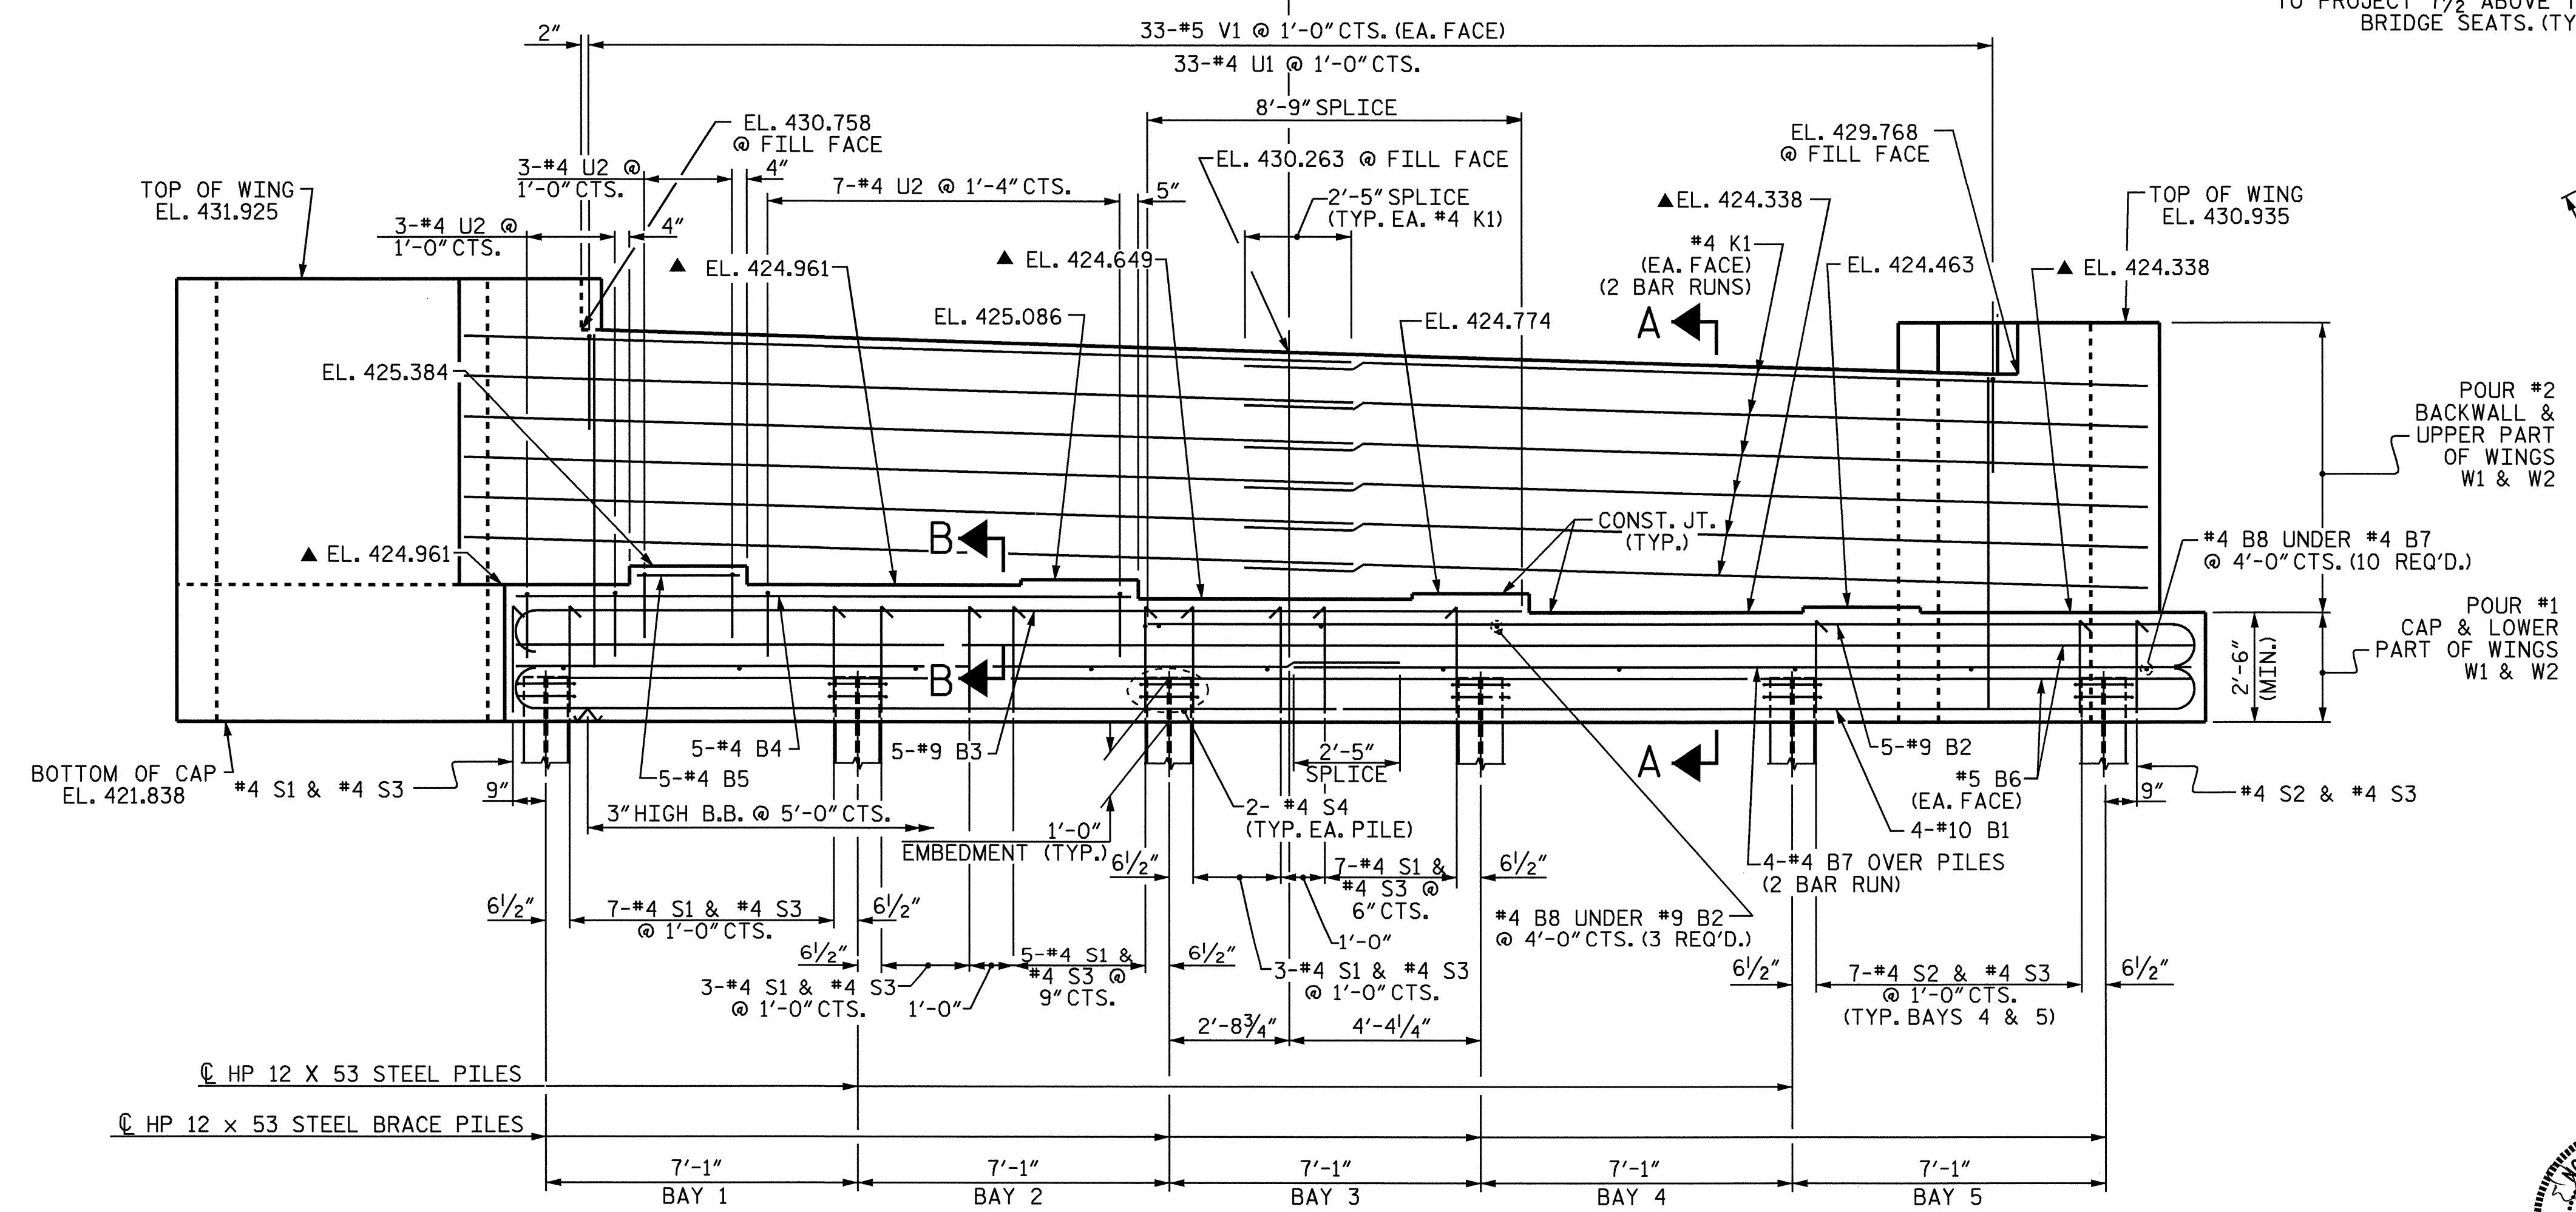 TO PROJECT 7½" ABOVE
BRIDGE SEATS. (TY
2"
33-#5 V1 @ 1'-0" CTS. (EA. FACE)
33-#4 U1 @ 1'-0" CTS.
8'-9" SPLICE
EL. 430.758
@ FILL FACE
EL. 429.768
@ FILL FACE
3-#4 U2 @
1'-0" CTS.
4"
7-#4 U2 @ 1'-4" CTS.
5"
EL. 430.263 @ FILL FACE
2'-5" SPLICE
(TYP. EA. #4 K1)
TOP OF WING
EL. 431.925
▲EL. 424.338
TOP OF WING
EL. 430.935
3-#4 U2 @
1'-0" CTS.
4"
#4 K1
(EA. FACE)
(2 BAR RUNS)
▲ EL. 424.961
▲ EL. 424.649
EL. 424.463
▲ EL. 424.338
EL. 425.086
EL. 424.774
A
EL. 425.384
POUR #2
BACKWALL &
UPPER PART
OF WINGS
W1 & W2
B
CONST. JT.
(TYP.)
▲ EL. 424.961
#4 B8 UNDER #4 B7
@ 4'-0" CTS. (10 REQ'D.)
POUR #1
CAP & LOWER
PART OF WINGS
W1 & W2
2'-6"
(MIN.)
B
BOTTOM OF CAP
EL. 421.838
#4 S1 & #4 S3
9"
5-#4 B4
5-#4 B5
5-#9 B3
2'-5"
SPLICE
A
5-#9 B2
#5 B6
(EA. FACE)
9"
#4 S2 & #4 S3
3" HIGH B.B. @ 5'-0" CTS.
1'-0"
EMBEDMENT (TYP.)
2- #4 S4
(TYP. EA. PILE)
4-#10 B1
4-#4 B7 OVER PILES
(2 BAR RUN)
6½"
7-#4 S1 &
#4 S3 @
6" CTS.
6½"
6½"
7-#4 S1 & #4 S3
@ 1'-0" CTS.
6½"
#4 B8 UNDER #9 B2
@ 4'-0" CTS. (3 REQ'D.)
1'-0"
6½"
3-#4 S1 & #4 S3
@ 1'-0" CTS.
1'-0"
5-#4 S1 &
#4 S3 @
9" CTS.
6½"
3-#4 S1 & #4 S3
@ 1'-0" CTS.
6½"
7-#4 S2 & #4 S3
@ 1'-0" CTS.
(TYP. BAYS 4 & 5)
6½"
2'-8¾"
4'-4¼"
℄ HP 12 X 53 STEEL PILES
℄ HP 12 x 53 STEEL BRACE PILES
7'-1"
BAY 1
7'-1"
BAY 2
7'-1"
BAY 3
7'-1"
BAY 4
7'-1"
BAY 5